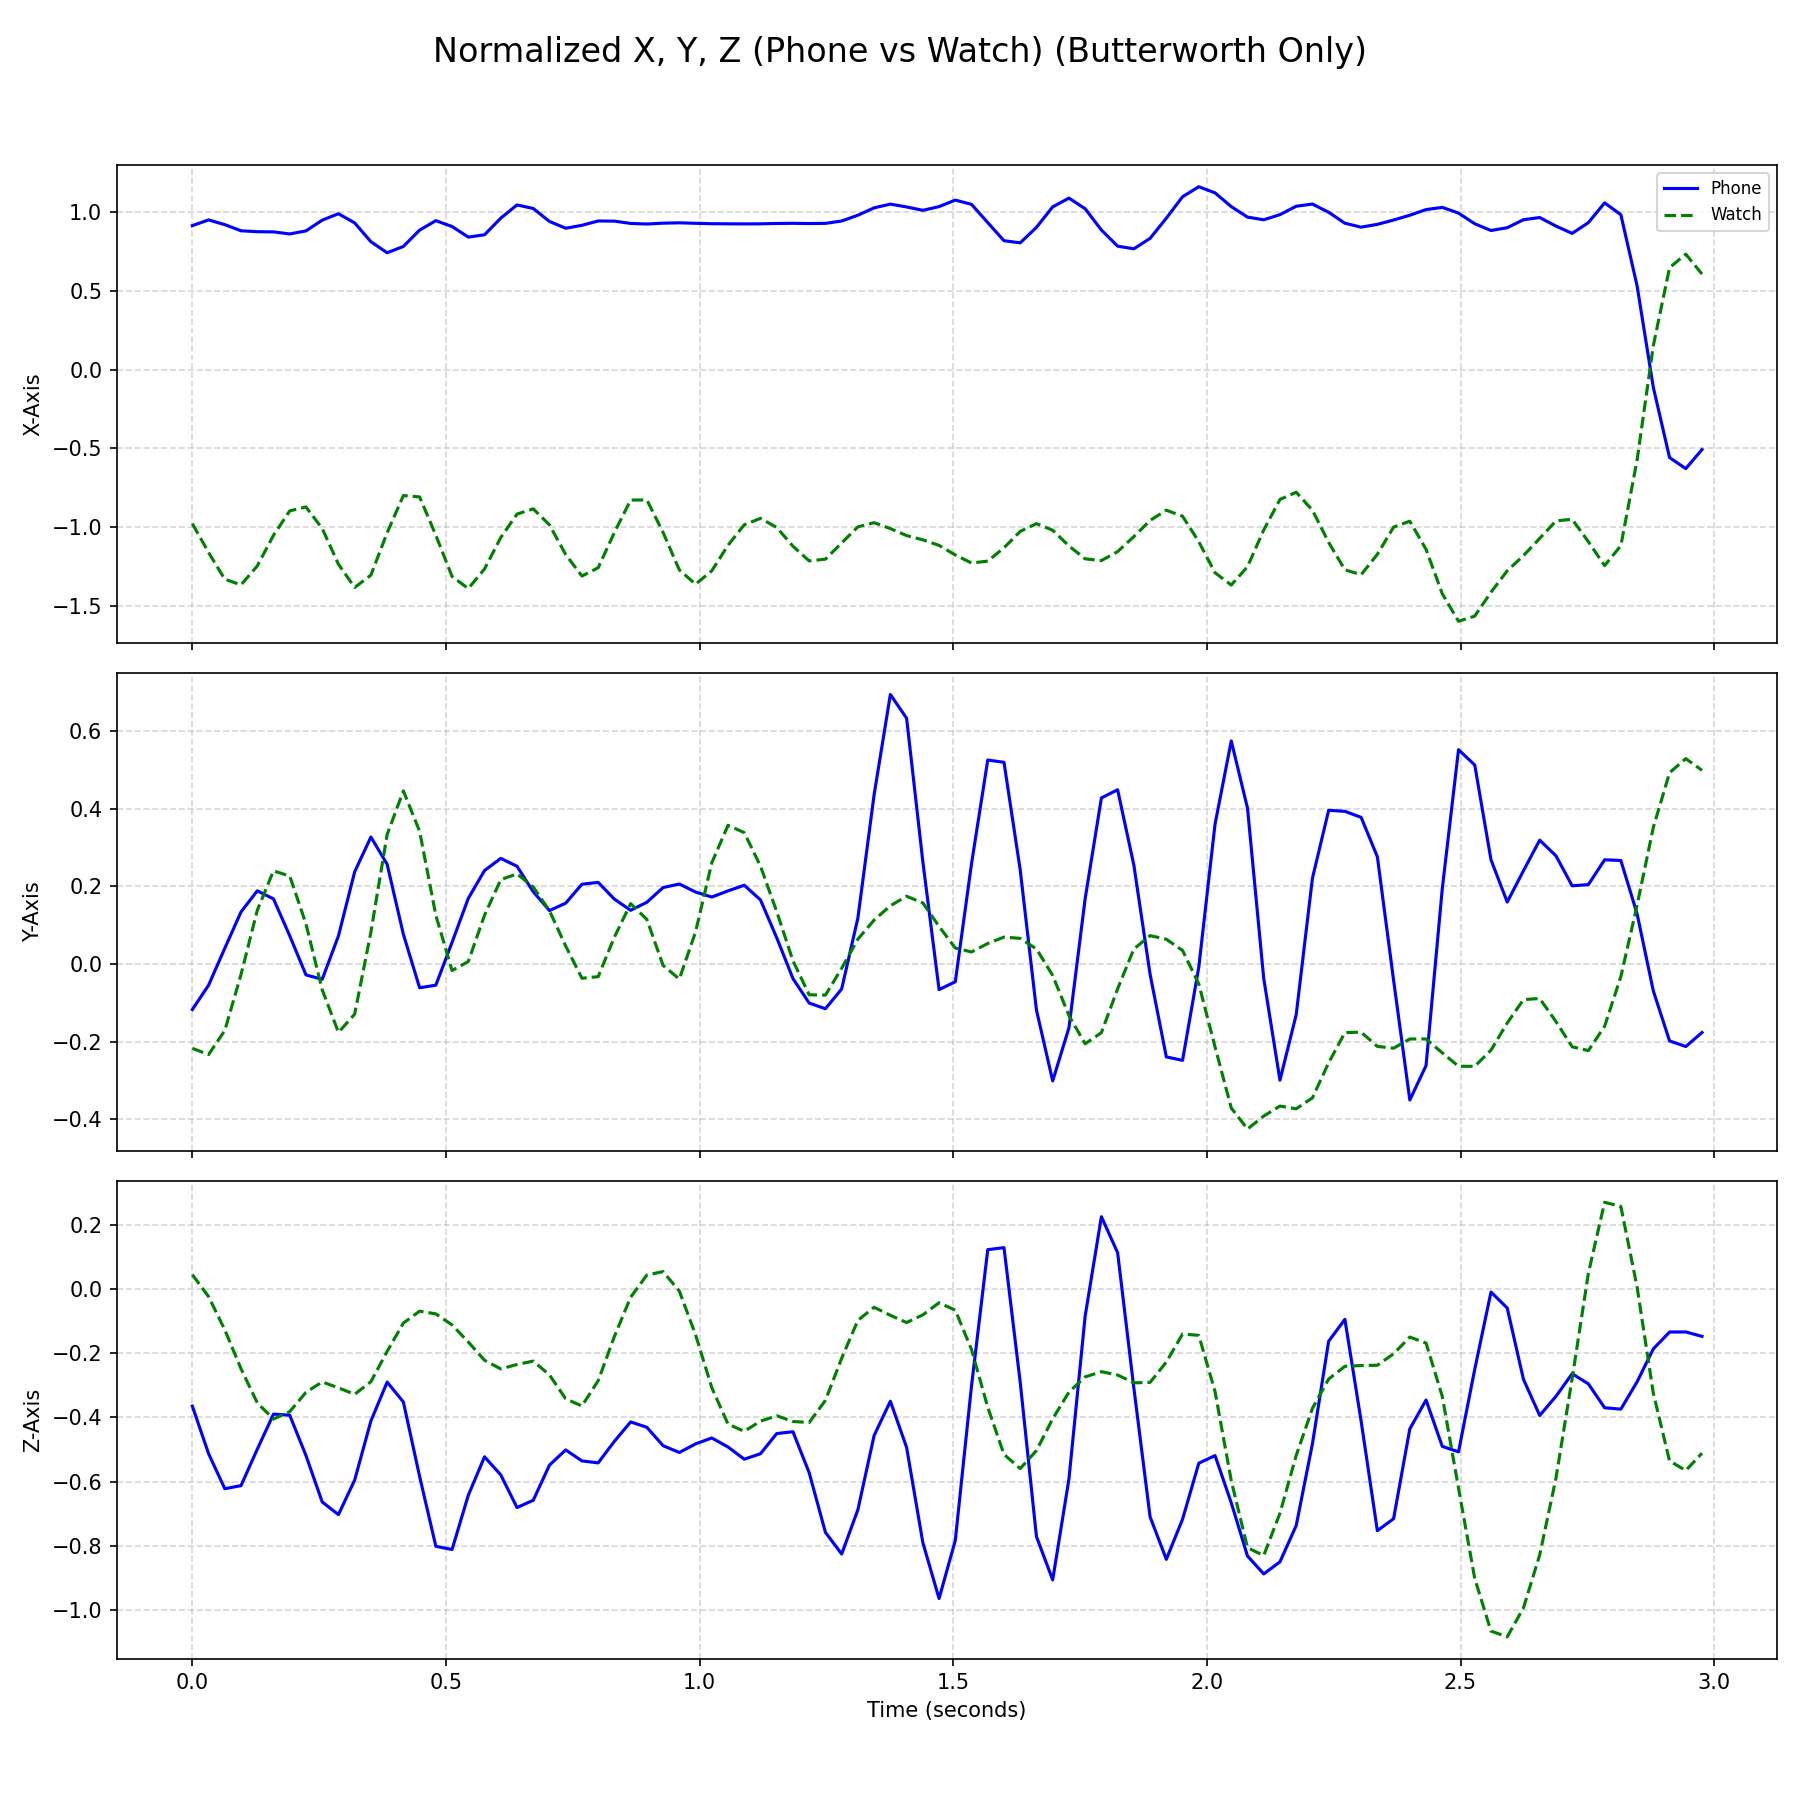 Normalized X, Y, Z (Phone vs Watch) (Butterworth Only)
Phone
Watch
1.0
0.5
0.0
−0.5
−1.0
−1.5
X-Axis
0.6
0.4
0.2
0.0
−0.2
−0.4
Y-Axis
0.2
0.0
−0.2
−0.4
−0.6
−0.8
−1.0
Z-Axis
0.0 0.5 1.0 1.5 2.0 2.5 3.0
Time (seconds)